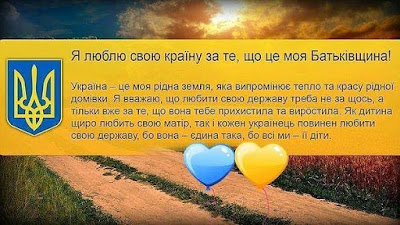 Я люблю свою країну за те, що це моя Батьківщина!
Україна – це моя рідна земля, яка випромінює тепло та красу рідної
домівки. Я вважаю, що любити свою державу треба не за щось, а
тільки вже за те, що вона тебе прихистила та виростила. Як дитина
щиро любить свою матір, так і кожен українець повинен любити
свою державу, бо вона – єдина така, бо всі ми – її діти.